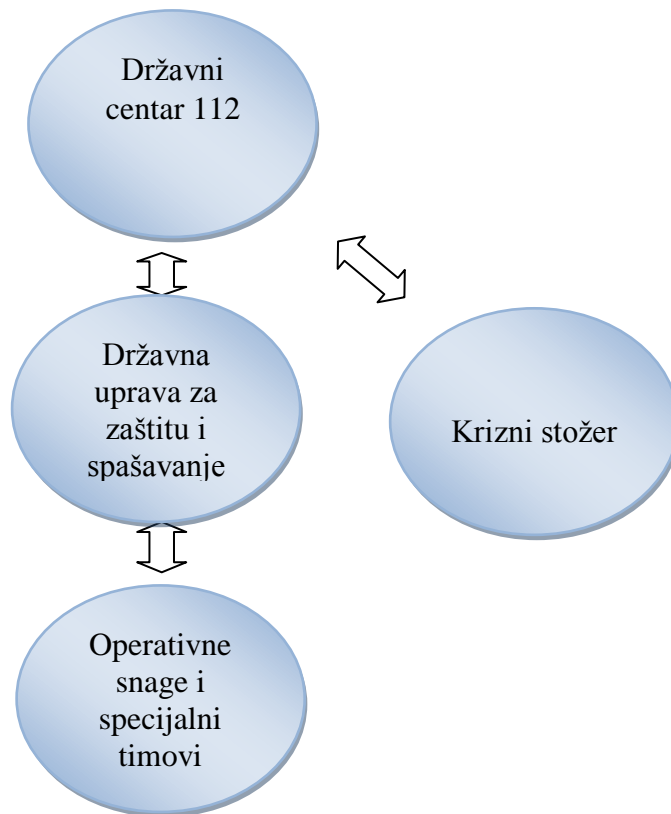 Državni
centar 112
Državna
uprava za
zaštitu i
spašavanje
Krizni stožer
Operativne
snage i
specijalni
timovi